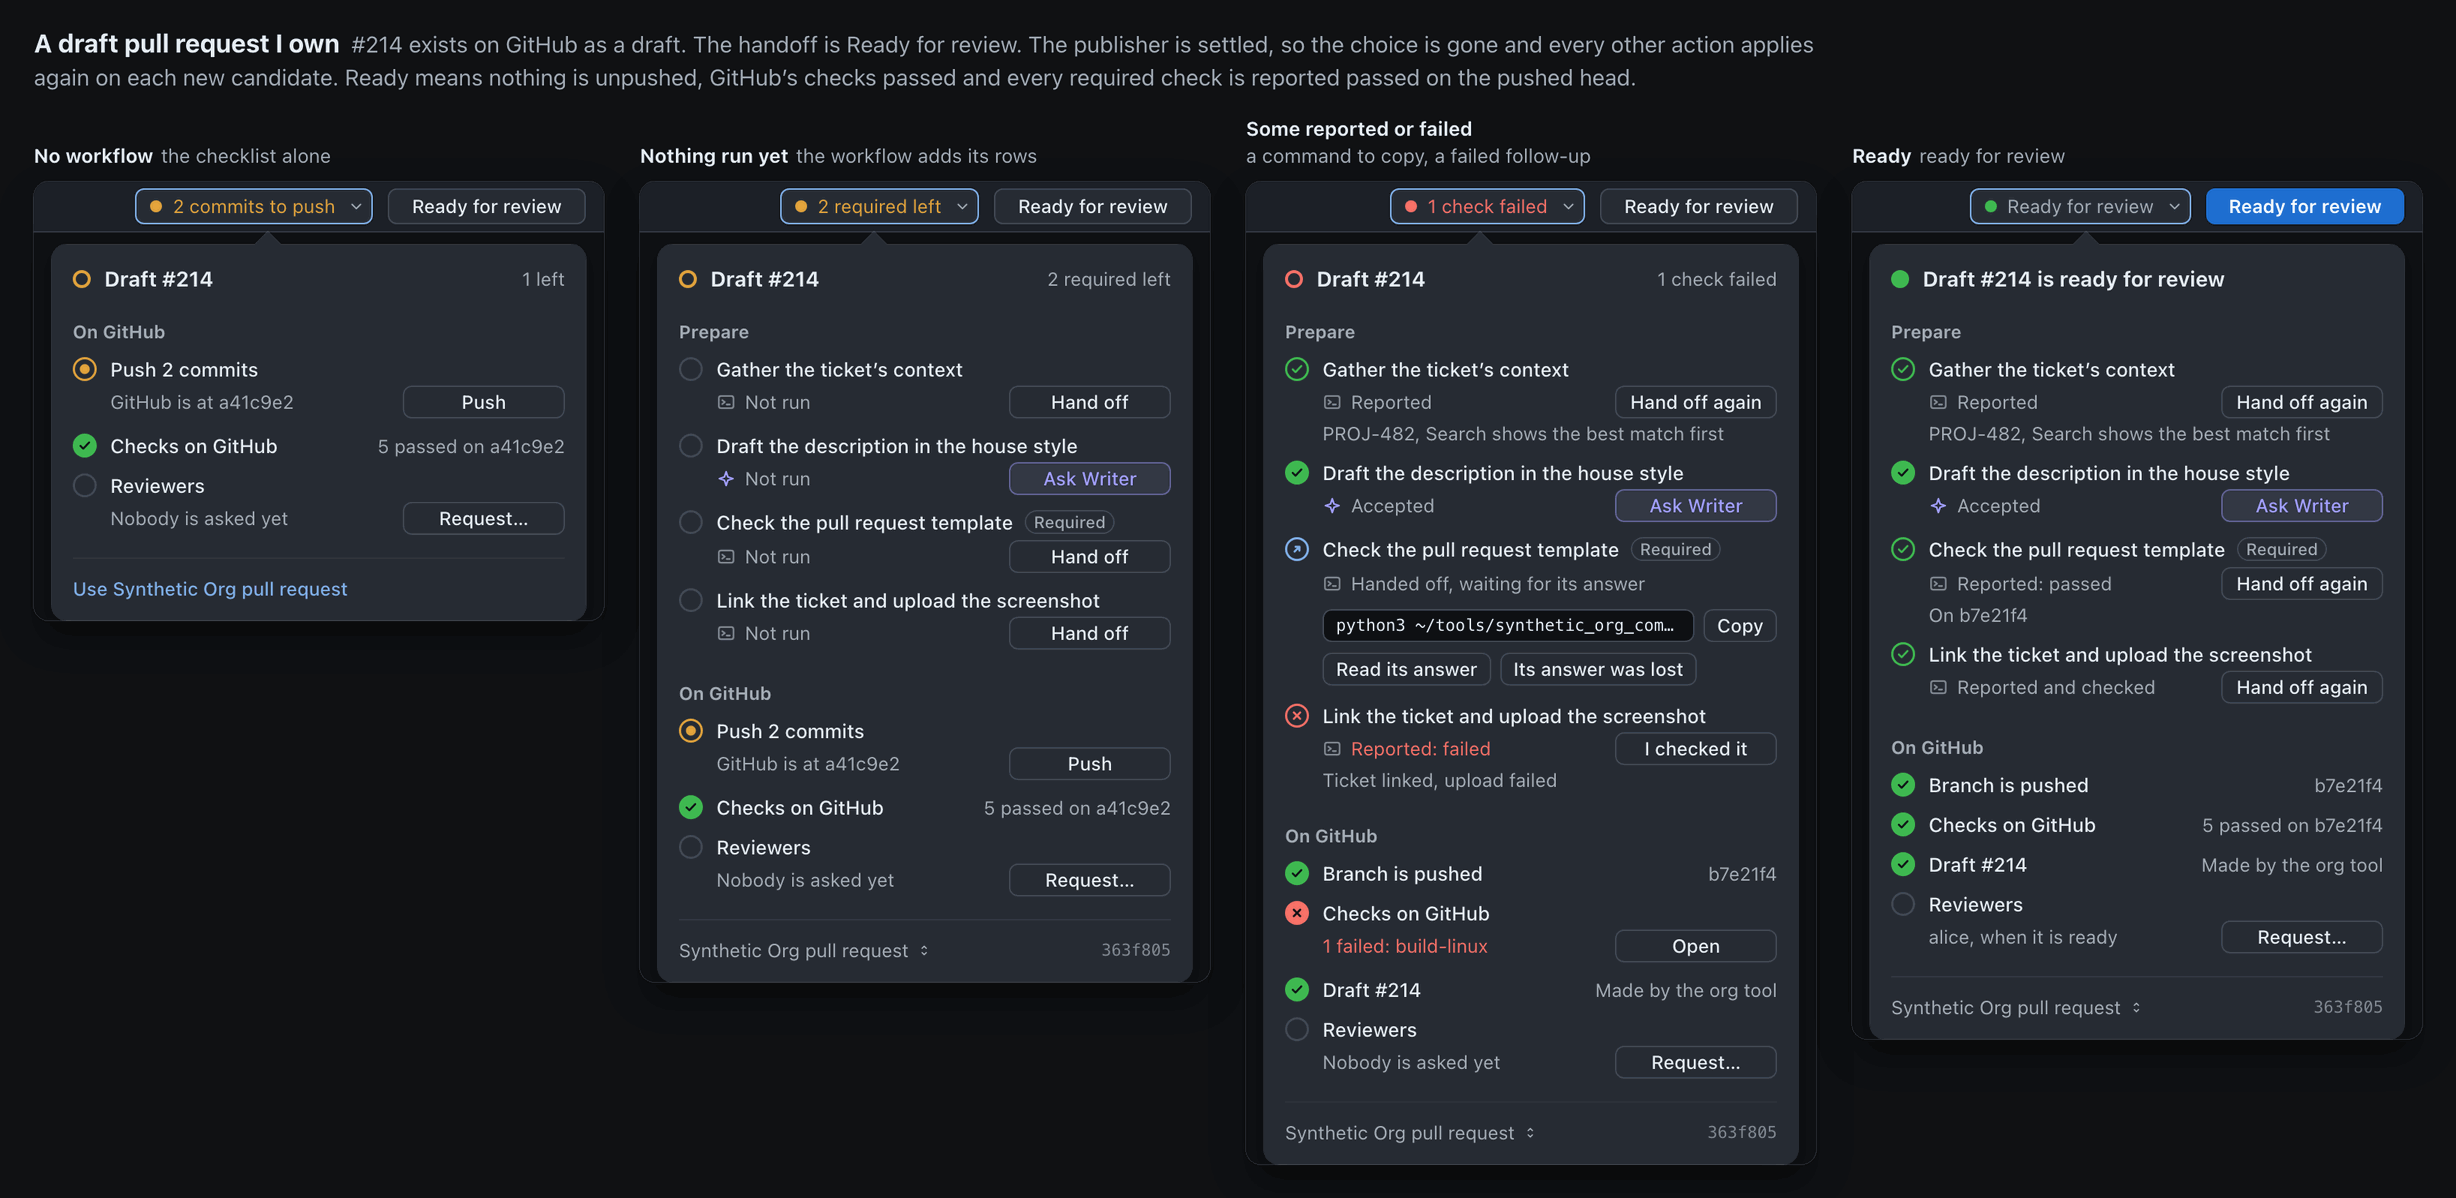 A draft pull request I own #214 exists on GitHub as a draft. The handoff is Ready for review. The publisher is settled, so the choice is gone and every other action applies
again on each new candidate. Ready means nothing is unpushed, GitHub’s checks passed and every required check is reported passed on the pushed head.
No workflow the checklist alone
2 commits to push
Ready for review
Draft #214
1 left
On GitHub
Push 2 commits
GitHub is at a41c9e2
Push
Checks on GitHub
5 passed on a41c9e2
Reviewers
Nobody is asked yet
Request...
Use Synthetic Org pull request
Nothing run yet the workflow adds its rows
2 required left
Ready for review
Draft #214
2 required left
Prepare
Gather the ticket’s context
Not run
Hand off
Draft the description in the house style
Not run
Ask Writer
Check the pull request template Required
Not run
Hand off
Link the ticket and upload the screenshot
Not run
Hand off
On GitHub
Push 2 commits
GitHub is at a41c9e2
Push
Checks on GitHub
5 passed on a41c9e2
Reviewers
Nobody is asked yet
Request...
Synthetic Org pull request
363f805
Some reported or failed
a command to copy, a failed follow-up
1 check failed
Ready for review
Draft #214
1 check failed
Prepare
Gather the ticket’s context
Reported
Hand off again
PROJ-482, Search shows the best match first
Draft the description in the house style
Accepted
Ask Writer
Check the pull request template Required
Handed off, waiting for its answer
python3 ~/tools/synthetic_org_com…
Copy
Read its answer
Its answer was lost
Link the ticket and upload the screenshot
Reported: failed
I checked it
Ticket linked, upload failed
On GitHub
Branch is pushed
b7e21f4
Checks on GitHub
1 failed: build-linux
Open
Draft #214
Made by the org tool
Reviewers
Nobody is asked yet
Request...
Synthetic Org pull request
363f805
Ready ready for review
Ready for review
Ready for review
Draft #214 is ready for review
Prepare
Gather the ticket’s context
Reported
Hand off again
PROJ-482, Search shows the best match first
Draft the description in the house style
Accepted
Ask Writer
Check the pull request template Required
Reported: passed
Hand off again
On b7e21f4
Link the ticket and upload the screenshot
Reported and checked
Hand off again
On GitHub
Branch is pushed
b7e21f4
Checks on GitHub
5 passed on b7e21f4
Draft #214
Made by the org tool
Reviewers
alice, when it is ready
Request...
Synthetic Org pull request
363f805